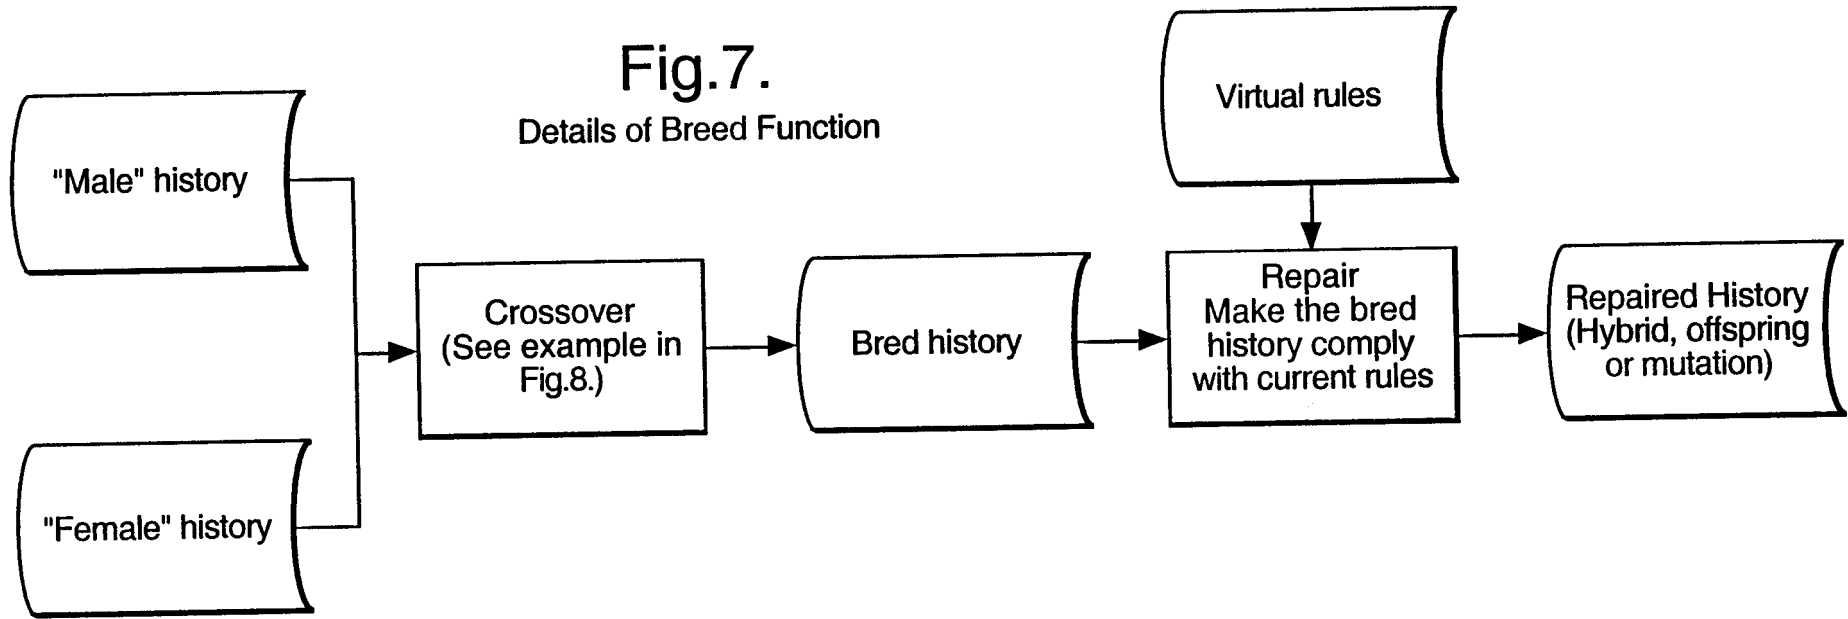 Fig.7.
Details of Breed Function
"Male" history
"Female" history
Crossover
(See example in
Fig.8.)
Bred history
Virtual rules
Repair
Make the bred
history comply
with current rules
Repaired History
(Hybrid, offspring
or mutation)